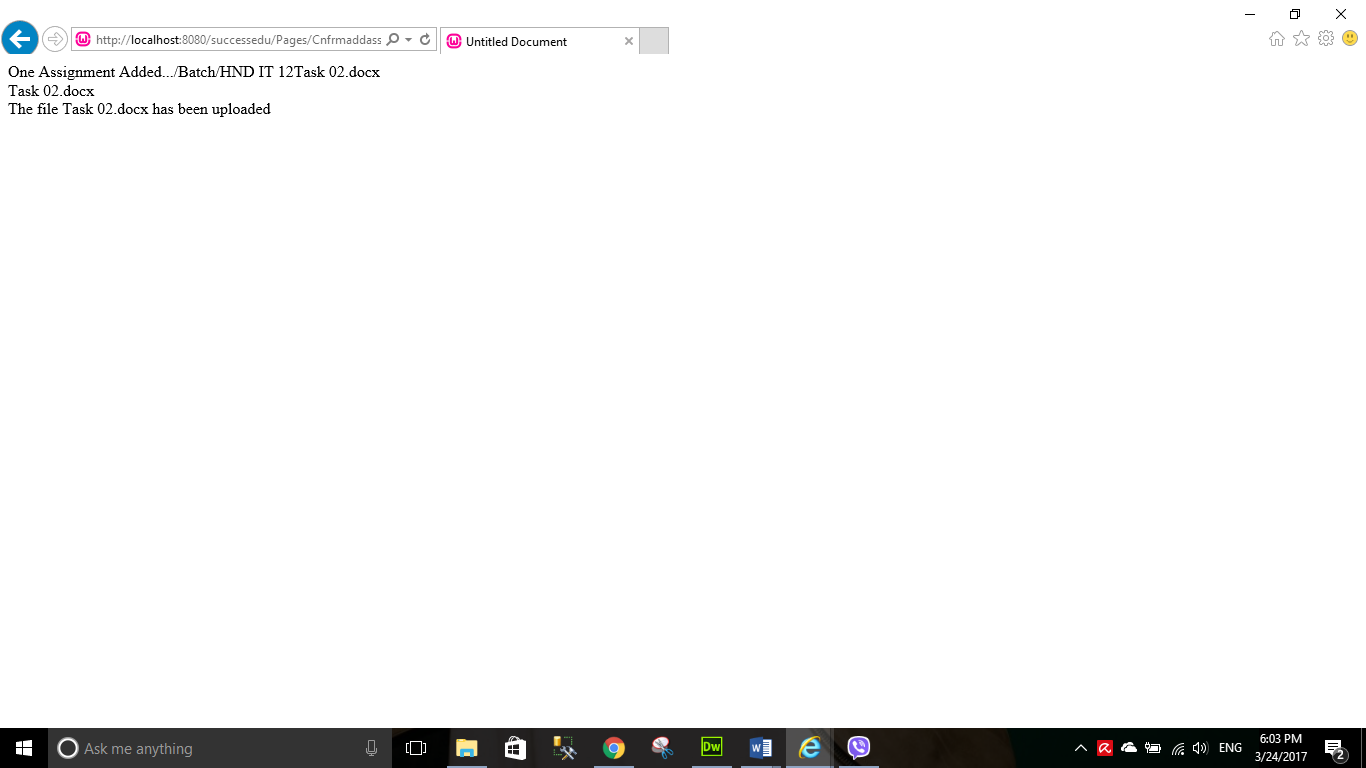 http://localhost:8080/successedu/Pages/Cnfrmaddass
Untitled Document
One Assignment Added.../Batch/HND IT 12Task 02.docx
Task 02.docx
The file Task 02.docx has been uploaded
Ask me anything
Dw
ENG
6:03 PM
3/24/2017
2